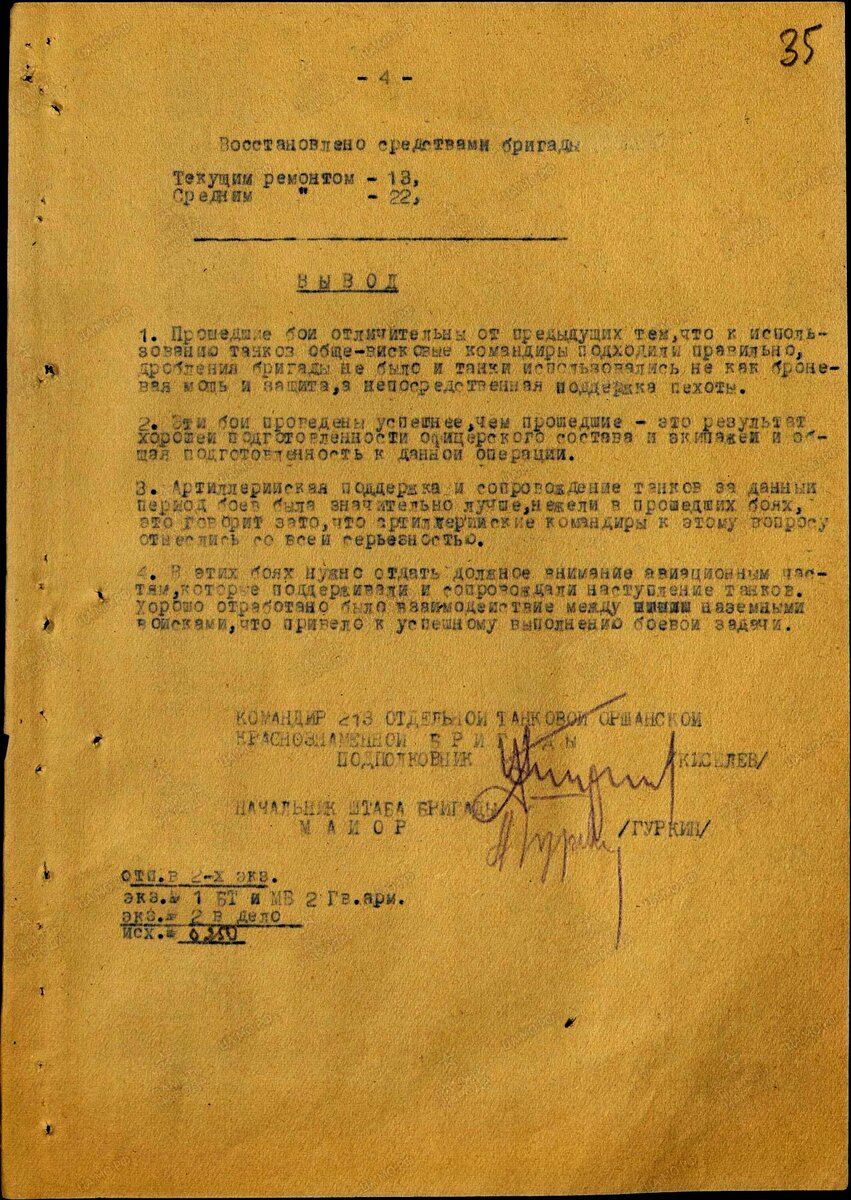 35
- 4 -
Восстановлено средствами бригады
Текущим ремонтом - 13,
Средним " - 22,
ВЫВОД
1. Прошедшие бои отличительны от предыдущих тем,что к исполь-
зованию танков обще-висковые командиры подходили правильно,
дробления бригады не было и танки использовались не как броне-
вая мощь и защита,а непосредственная поддержка пехоты.
2. Эти бои проведены успешнее,чем прошедшие - это результат
хорошей подготовленности офицерского состава и экипажей и об-
щая подготовленность к данной операции.
3. Артиллерийская поддержка и сопровождение танков за данный
период боев была значительно лучше,нежели в прошедших боях,
это говорит зато,что артиллерийские командиры к этому вопросу
отнеслись со всей серьезностью.
4. В этих боях нужно отдать должное внимание авиационным час-
тям,которые поддерживали и сопровождали наступление танков.
Хорошо отработано было взаимодействие между наземными
войсками,что привело к успешному выполнению боевой задачи.
КОМАНДИР 213 ОТДЕЛЬНОЙ ТАНКОВОЙ ОРШАНСКОЙ
КРАСНОЗНАМЕННОЙ БРИГАДЫ
ПОДПОЛКОВНИК /КИСЕЛЕВ/
НАЧАЛЬНИК ШТАБА БРИГАДЫ
МАЙОР /ГУРКИН/
отп.в 2-х экз.
экз.№ 1 БТ и МВ 2 Гв.арм.
экз.№ 2 в дело
исх.№ 0350